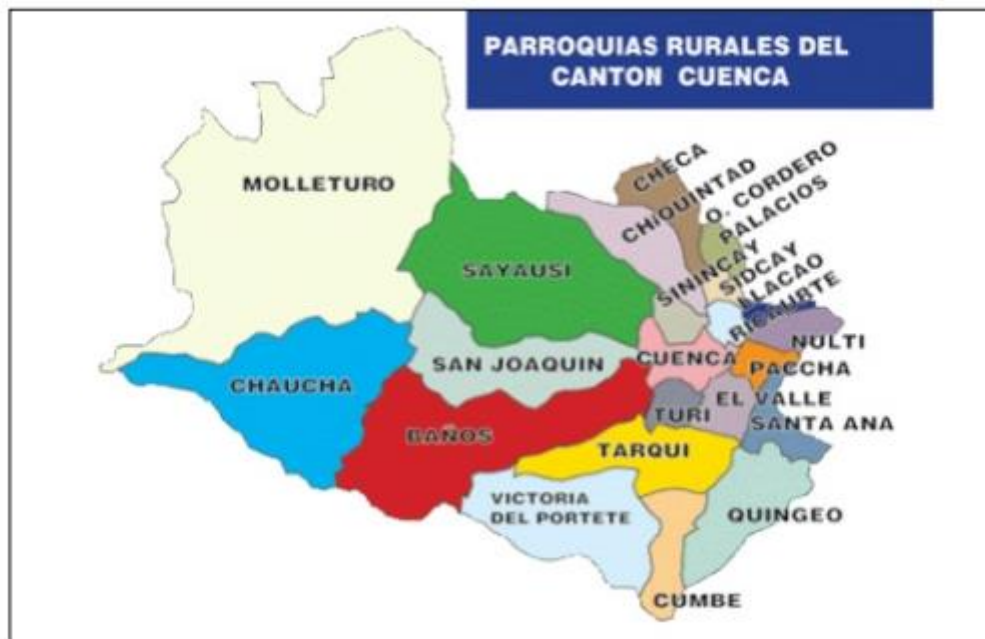 PARROQUIAS RURALES DEL
CANTON CUENCA
MOLLETURO
CHECA
CHIQUINTAD
O. CORDERO
PALACIOS
SAYAUSI
SININCAY
SIDCAY
LLACAO
RICAURTE
NULTI
CHAUCHA
SAN JOAQUIN
CUENCA
PACCHA
EL VALLE
TURI
SANTA ANA
BAÑOS
TARQUI
VICTORIA
DEL PORTETE
QUINGEO
CUMBE